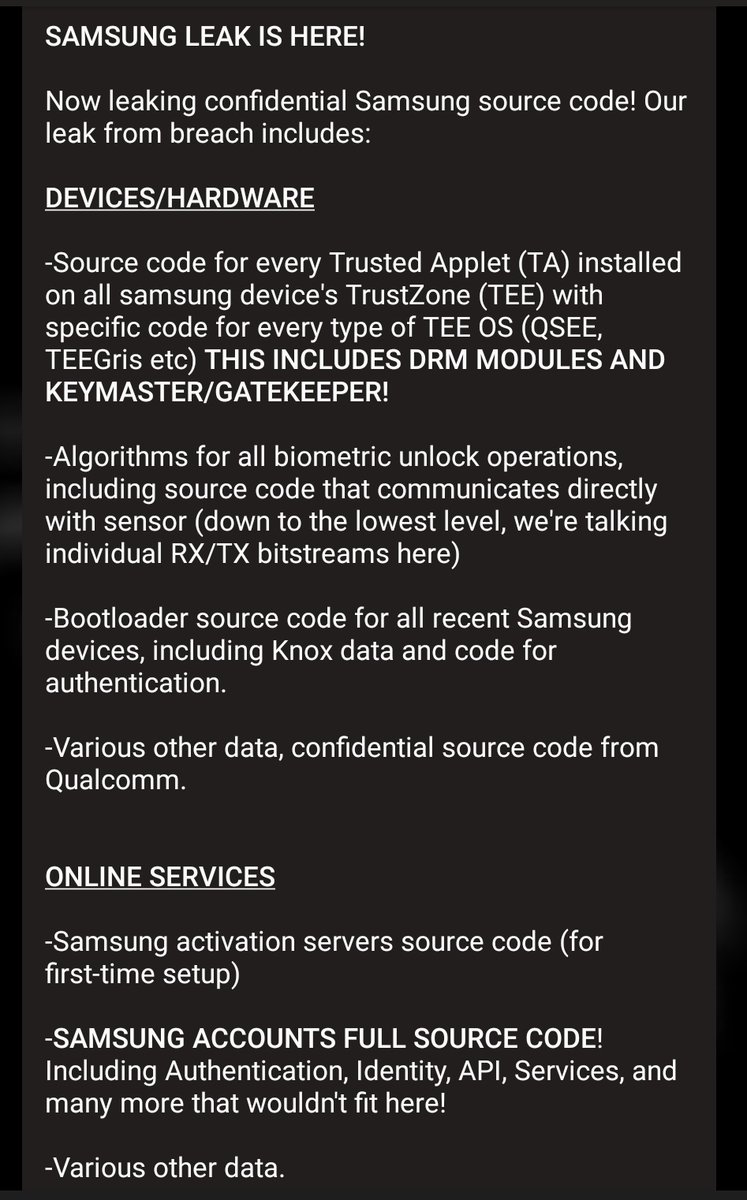 SAMSUNG LEAK IS HERE!
Now leaking confidential Samsung source code! Our
leak from breach includes:
DEVICES/HARDWARE
-Source code for every Trusted Applet (TA) installed
on all samsung device's TrustZone (TEE) with
specific code for every type of TEE OS (QSEE,
TEEGris etc) THIS INCLUDES DRM MODULES AND
KEYMASTER/GATEKEEPER!
-Algorithms for all biometric unlock operations,
including source code that communicates directly
with sensor (down to the lowest level, we're talking
individual RX/TX bitstreams here)
-Bootloader source code for all recent Samsung
devices, including Knox data and code for
authentication.
-Various other data, confidential source code from
Qualcomm.
ONLINE SERVICES
-Samsung activation servers source code (for
first-time setup)
-SAMSUNG ACCOUNTS FULL SOURCE CODE!
Including Authentication, Identity, API, Services, and
many more that wouldn't fit here!
-Various other data.